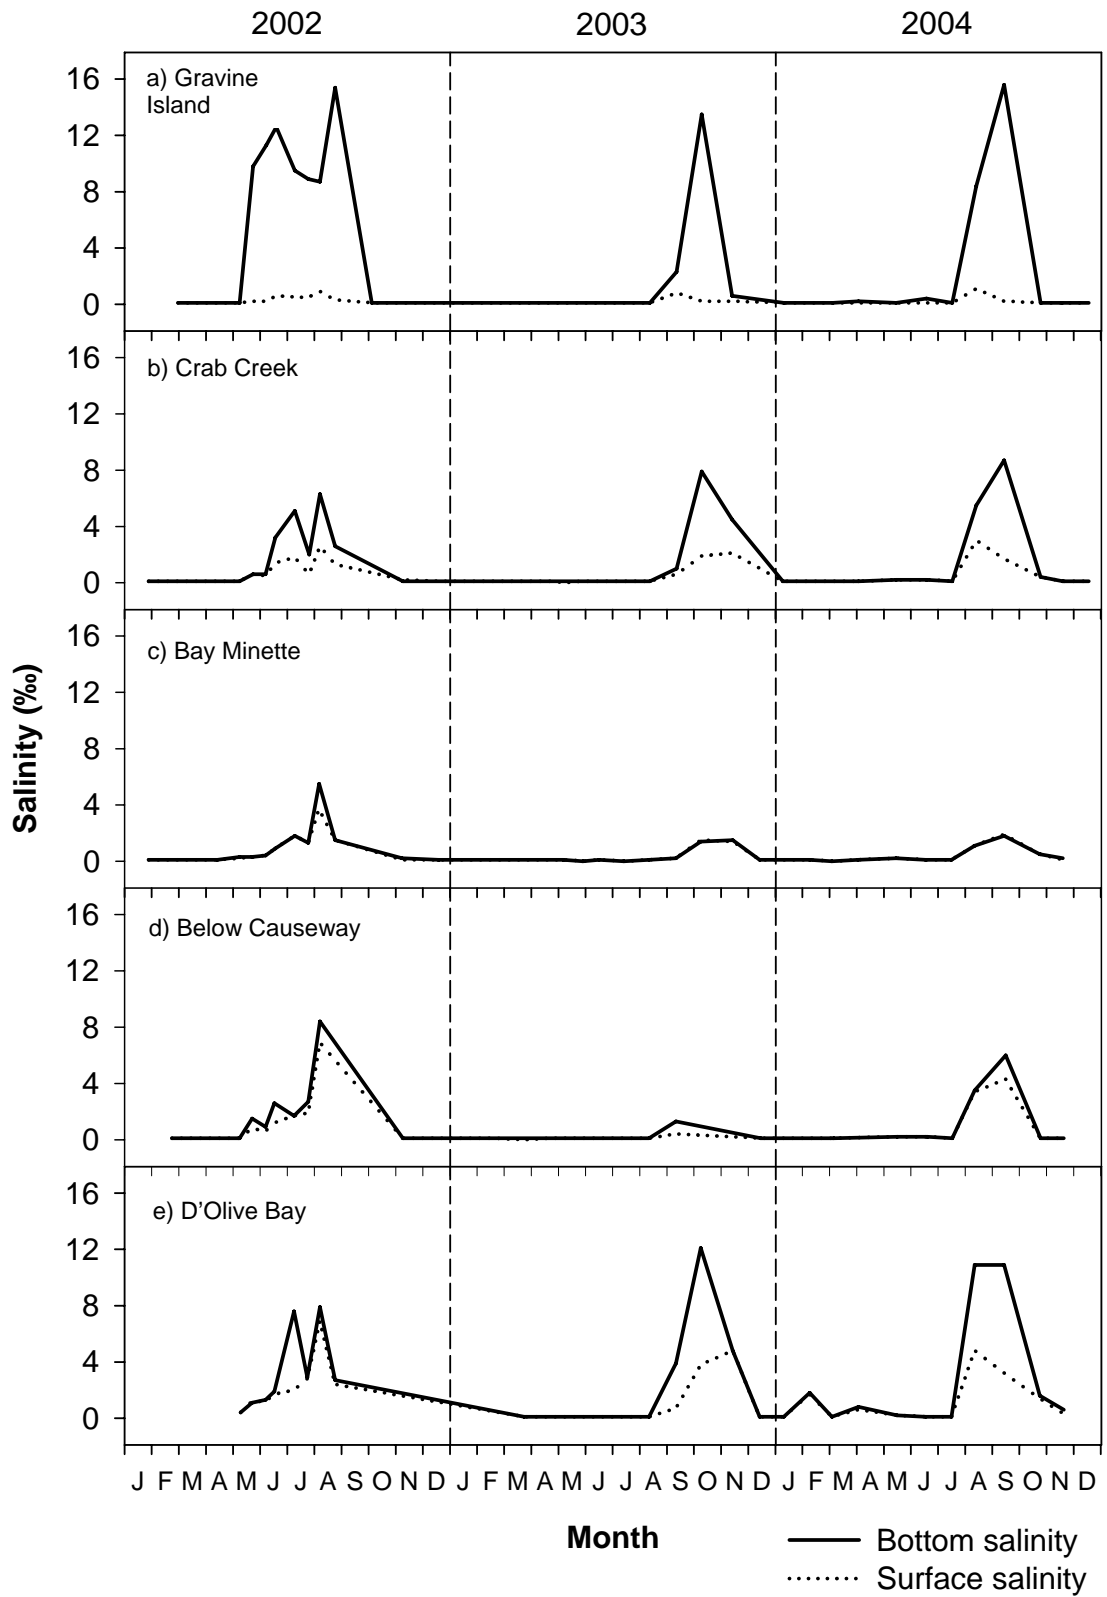 2002 2003 2004
a) Gravine
Island
16
12
8
4
0
b) Crab Creek
16
12
8
4
0
c) Bay Minette
16
12
8
4
0
d) Below Causeway
16
12
8
4
0
e) D’Olive Bay
16
12
8
4
0
Salinity (‰)
J F M A M J J A S O N D J F M A M J J A S O N D J F M A M J J A S O N D
Month
Bottom salinity
Surface salinity